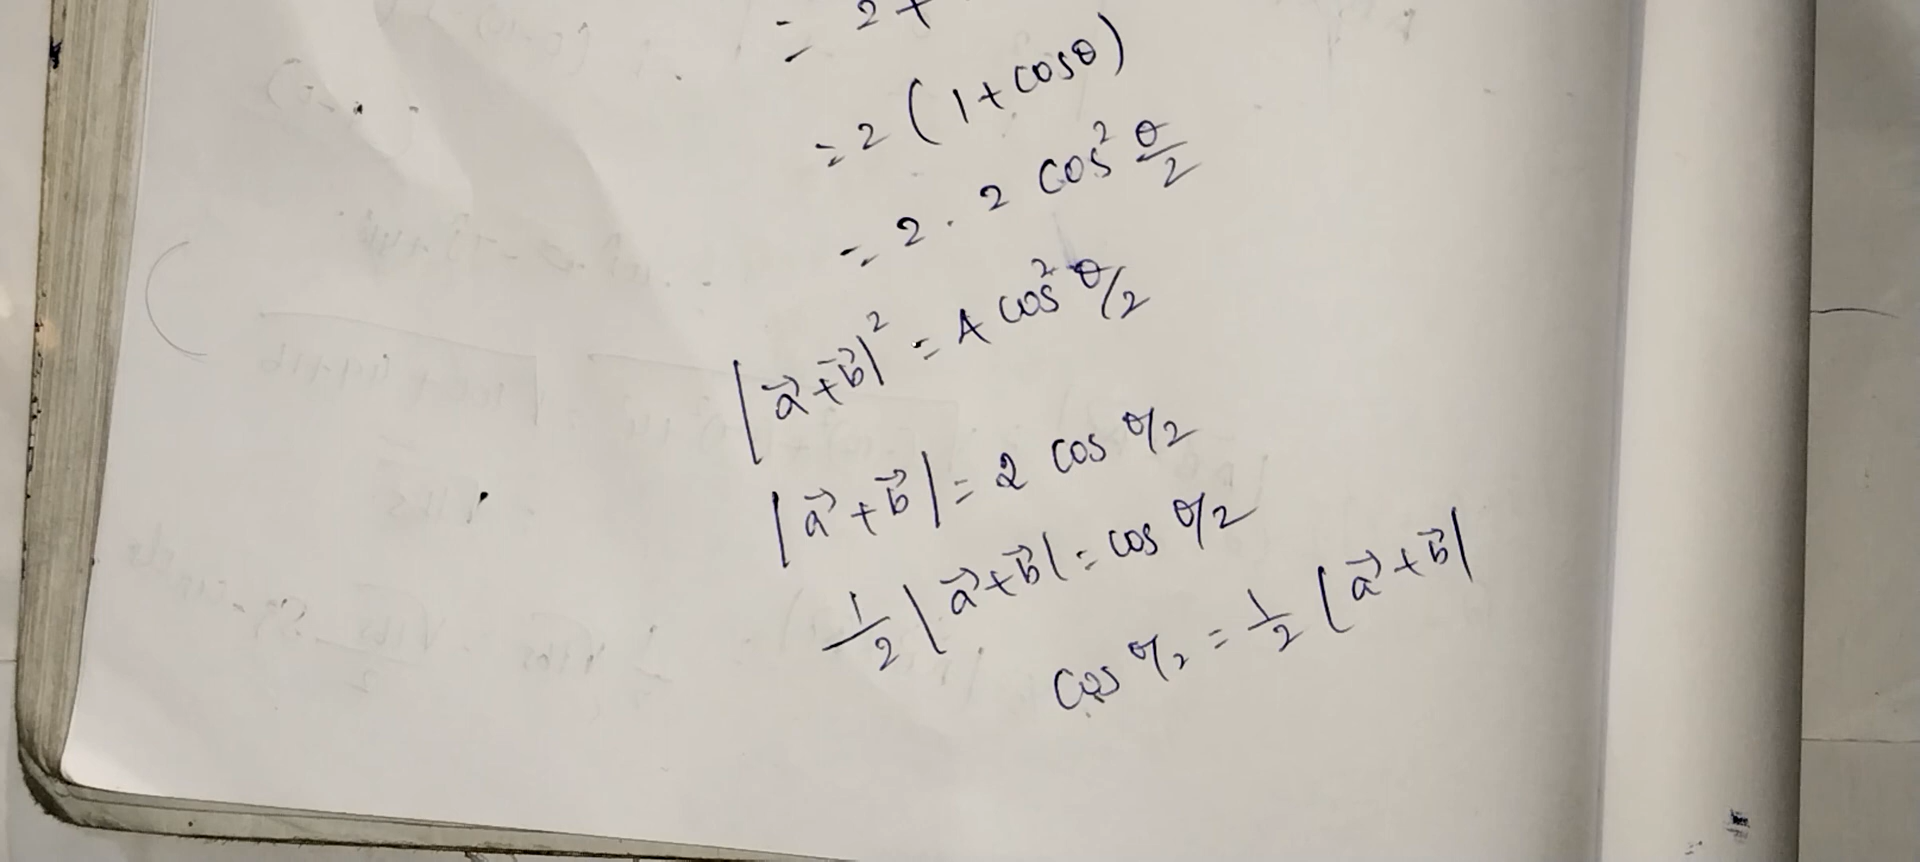 = 2 +
= 2 (1 + cosθ)
= 2 . 2 cos² θ/2
|a⃗ + b⃗|² = 4 cos² θ/2
|a⃗ + b⃗| = 2 cos θ/2
1/2 |a⃗ + b⃗| = cos θ/2
cos θ/2 = 1/2 |a⃗ + b⃗|